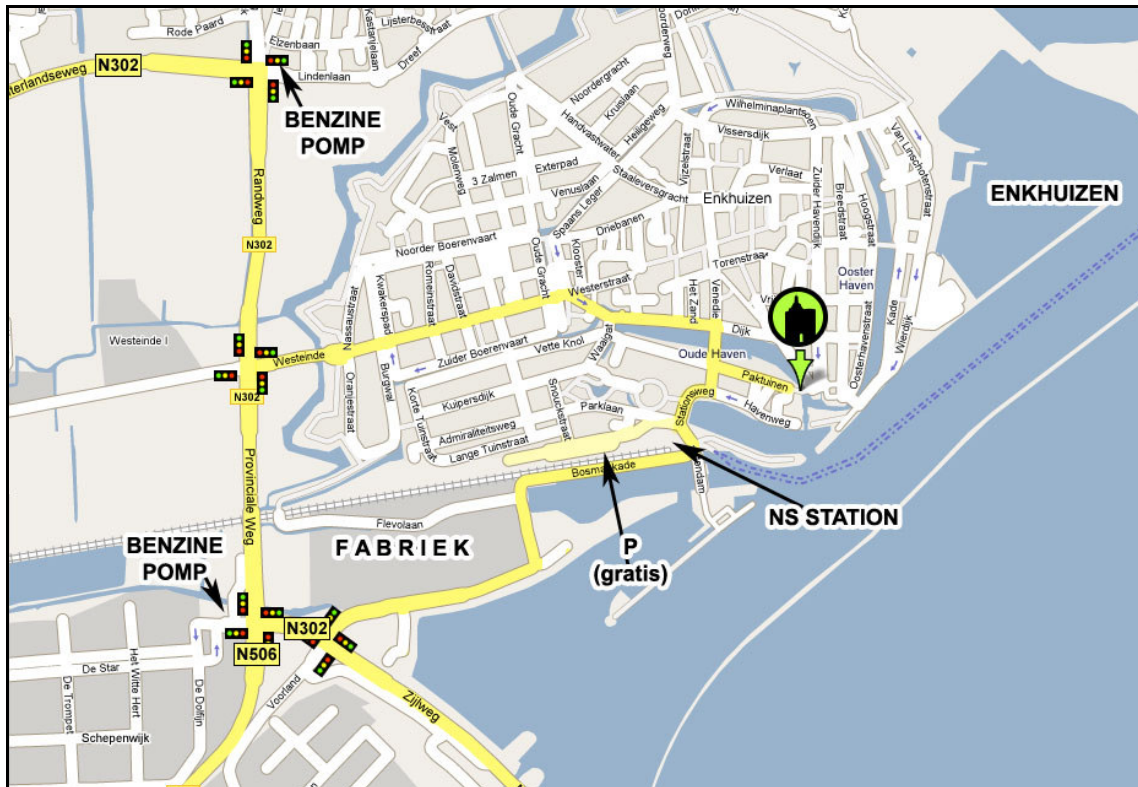 Rode Paard
Lijsterbesstraat
Kastanjelaan
Elzenbaan
Dreef
Lindenlaan
N302
BENZINE
POMP
Randweg
N302
Westeinde I
Westeinde
N302
Provinciale Weg
Vest
Molenweg
Oude Gracht
3 Zalmen
Exterpad
Venuslaan
Spaans Leger
Noordergracht
Kruislaan
Heiligeweg
Handvastwater
Staaleversgracht
Driebanen
Vijzelstraat
Wilhelminaplantsoen
Vissersdijk
Verlaat
Zuider Havendijk
Breedstraat
Hoogstraat
Van Linschotenstraat
Enkhuizen
ENKHUIZEN
Noorder Boerenvaart
Oude Gracht
Klooster
Westerstraat
Torenstraat
Ooster
Haven
Nassaustraat
Kwakerspad
Romeinstraat
Davidstraat
Het Zand
Venede
Dijk
Kade
Wierdijk
Oosterhavenstraat
Zuider Boerenvaart
Vette Knol
Waaigat
Oude Haven
Paktuinen
Oranjestraat
Burgwal
Korte Tuinstraat
Kuipersdijk
Snouckstraat
Parklaan
Stationsweg
Havenweg
Admiraliteitsweg
Lange Tuinstraat
Bosmankade
NS STATION
Flevolaan
FABRIEK
P
(gratis)
BENZINE
POMP
N302
N506
De Star
Het Witte Hert
De Trompet
De Dolfijn
Voorland
Zijlweg
Schepenwijk